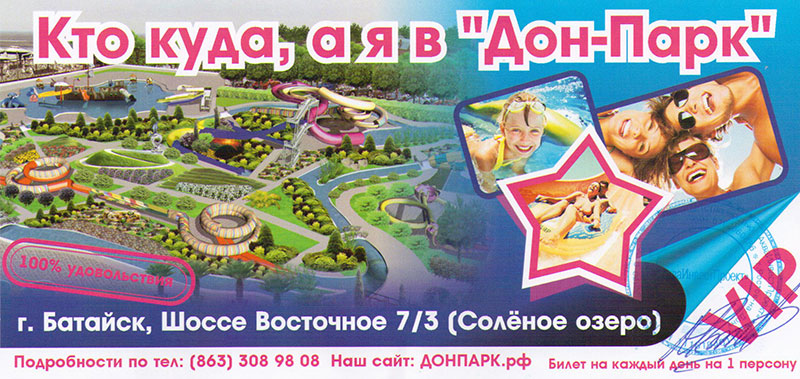 Кто куда, а я в "Дон-Парк"
100% удовольствия
VIP
г. Батайск, Шоссе Восточное 7/3 (Солёное озеро)
Подробности по тел: (863) 308 98 08 Наш сайт: ДОНПАРК.рф Билет на каждый день на 1 персону